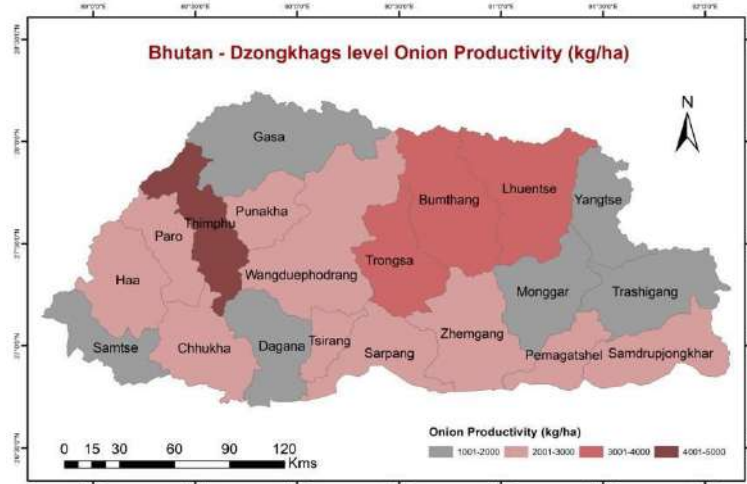 Bhutan - Dzongkhags level Onion Productivity (kg/ha)
N
Gasa
Lhuentse
Bumthang
Yangtse
Punakha
Thimphu
Paro
Trongsa
Wangduephodrang
Haa
Monggar
Trashigang
Zhemgang
Samtse
Chhukha
Dagana
Tsirang
Sarpang
Pemagatshel
Samdrupjongkhar
Onion Productivity (kg/ha)
1001-2000 2001-3000 3001-4000 4001-5000
0 15 30 60 90 120
Kms